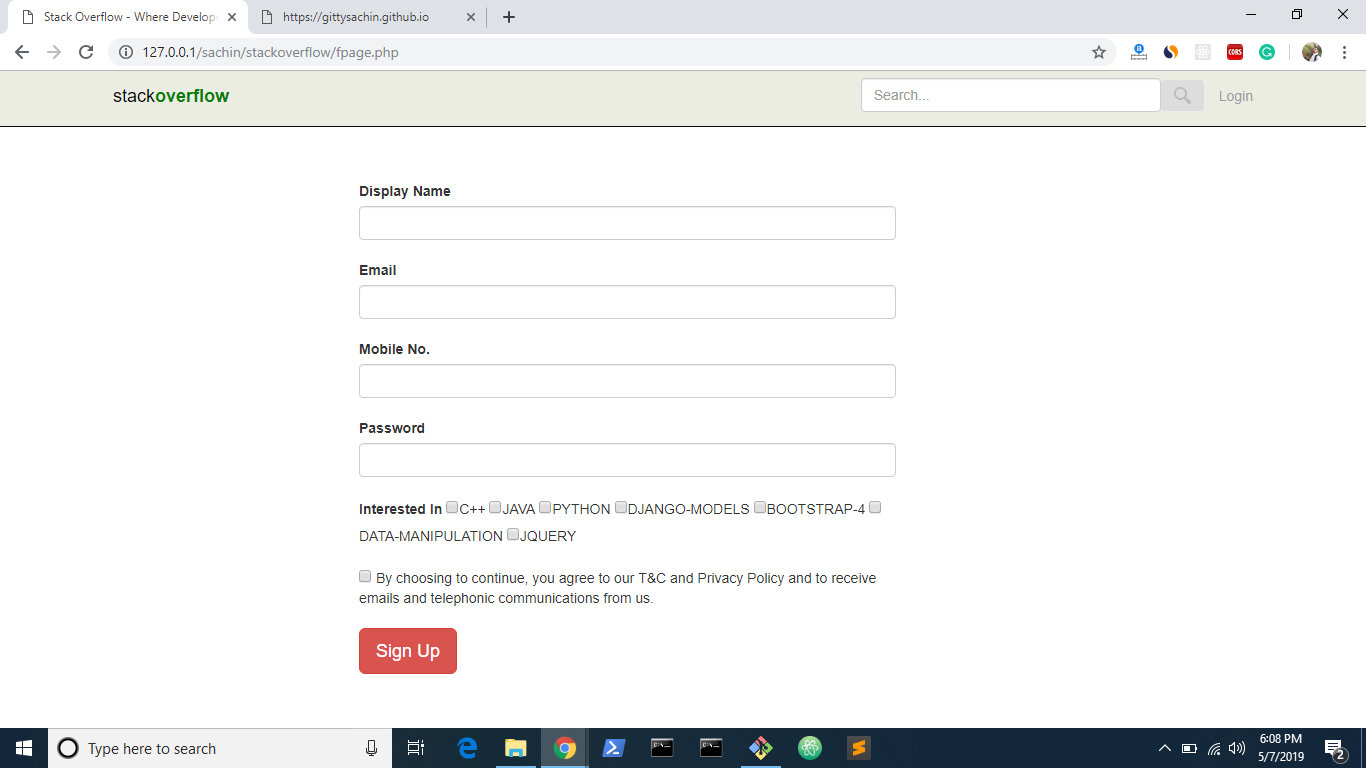 Stack Overflow - Where Develop
https://gittysachin.github.io
127.0.0.1/sachin/stackoverflow/fpage.php
CORS
stackoverflow
Search...
Login
Display Name
Email
Mobile No.
Password
Interested In C++ JAVA PYTHON DJANGO-MODELS BOOTSTRAP-4
DATA-MANIPULATION JQUERY
By choosing to continue, you agree to our T&C and Privacy Policy and to receive
emails and telephonic communications from us.
Sign Up
Type here to search
6:08 PM
5/7/2019
2